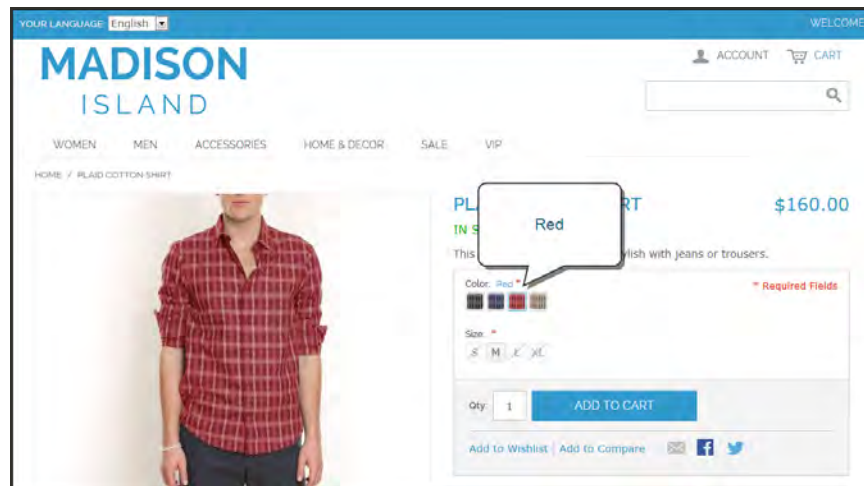 YOUR LANGUAGE: English
WELCOME
MADISON
ISLAND
ACCOUNT CART
WOMEN MEN ACCESSORIES HOME & DECOR SALE VIP
HOME / PLAID COTTON SHIRT
PL RT $160.00
Red
IN S
This lish with jeans or trousers.
Color: Red *
* Required Fields
Size: *
S M L XL
Qty: 1 ADD TO CART
Add to Wishlist | Add to Compare